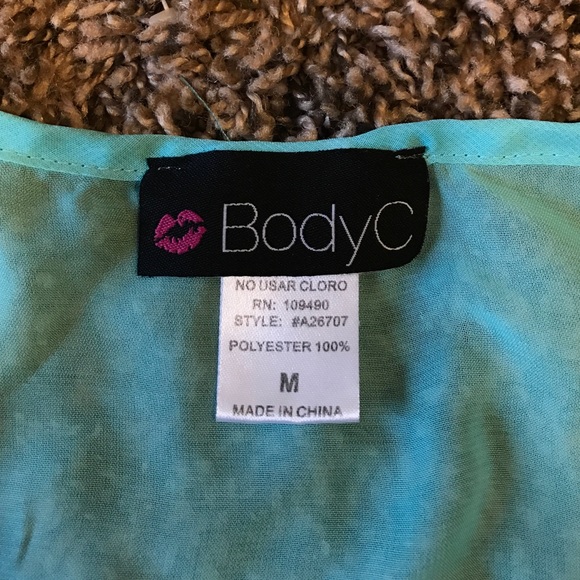 BodyC
NO USAR CLORO
RN: 109490
STYLE: #A26707
POLYESTER 100%
M
MADE IN CHINA